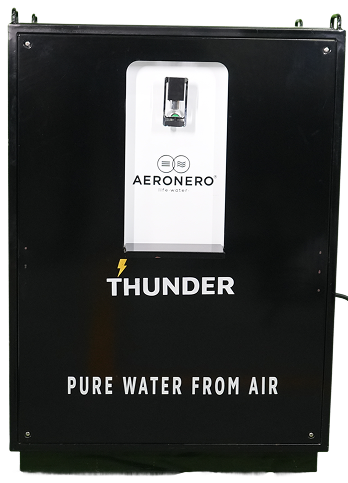 AERONERO®
life water
THUNDER
PURE WATER FROM AIR